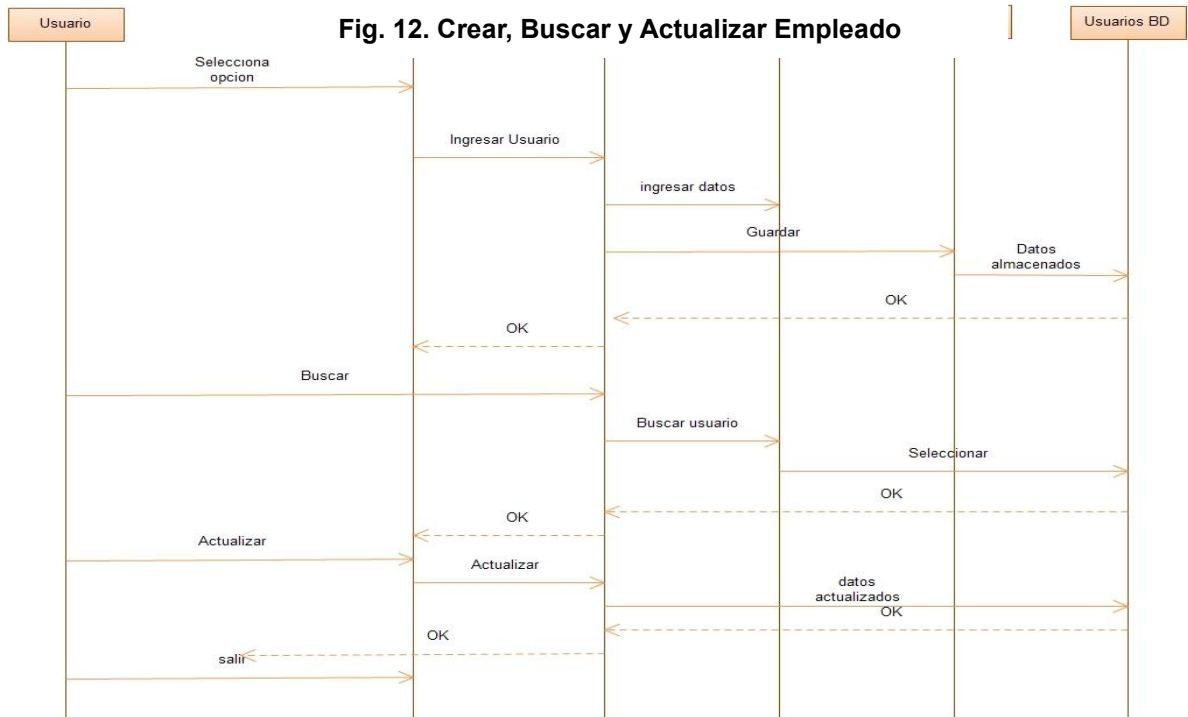 Usuario
Fig. 12. Crear, Buscar y Actualizar Empleado
Usuarios BD
Selecciona
opcion
Ingresar Usuario
ingresar datos
Guardar
Datos
almacenados
OK
OK
Buscar
Buscar usuario
Seleccionar
OK
OK
Actualizar
Actualizar
datos
actualizados
OK
OK
salir